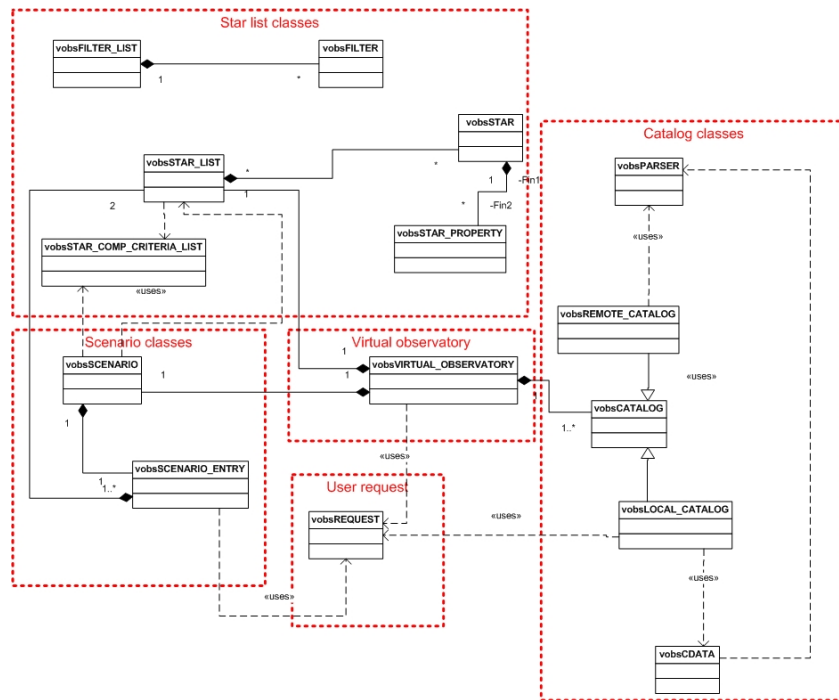 Star list classes
vobsFILTER_LIST
vobsFILTER
1
*
vobsSTAR
vobsSTAR_LIST
*
*
1
-Fin1
2
1
*
-Fin2
vobsSTAR_PROPERTY
vobsSTAR_COMP_CRITERIA_LIST
«uses»
Catalog classes
vobsPARSER
«uses»
vobsREMOTE_CATALOG
«uses»
vobsCATALOG
1..*
Scenario classes
vobsSCENARIO
1
1
1..*
vobsSCENARIO_ENTRY
Virtual observatory
1
1
vobsVIRTUAL_OBSERVATORY
1
«uses»
User request
vobsREQUEST
«uses»
«uses»
vobsLOCAL_CATALOG
«uses»
vobsCDATA